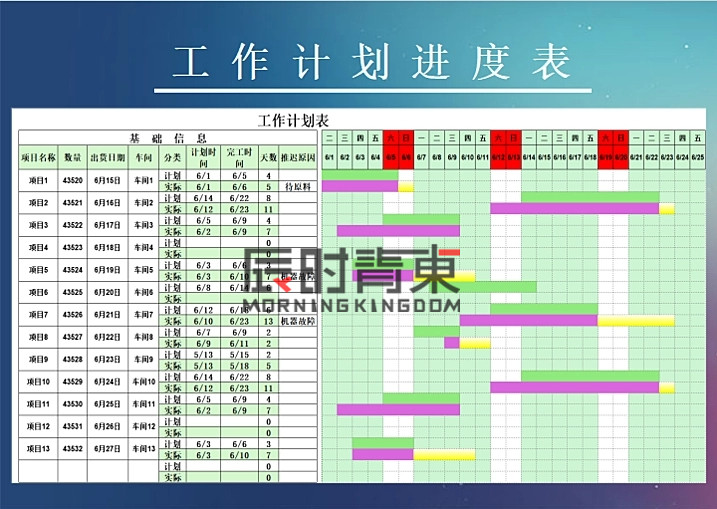 工作计划进度表
工作计划表
基础信息 二 三 四 五 六 日 一 二 三 四 五 六 日 一 二 三 四 五 六 日 一 二 三 四 五
项目名称 数量 出货日期 车间 分类 计划时间 完工时间 天数 推迟原因 6/1 6/2 6/3 6/4 6/5 6/6 6/7 6/8 6/9 6/10 6/11 6/12 6/13 6/14 6/15 6/16 6/17 6/18 6/19 6/20 6/21 6/22 6/23 6/24 6/25
项目1 43520 6月15日 车间1 计划 6/1 6/5 4
实际 6/1 6/6 5 待原料
项目2 43521 6月16日 车间2 计划 6/14 6/22 8
实际 6/12 6/23 11
项目3 43522 6月17日 车间3 计划 6/5 6/9 4
实际 6/2 6/9 7
项目4 43523 6月18日 车间4 计划 0
实际 0
项目5 43524 6月19日 车间5 计划 6/3 6/6 3
实际 6/3 6/10 7 机器故障
项目6 43525 6月20日 车间6 计划 6/8 6/14
实际
项目7 43526 6月21日 车间7 计划 6/12
实际 6/10 6/23 13 机器故障
项目8 43527 6月22日 车间8 计划 6/7 6/9 2
实际 6/9 6/11 2
项目9 43528 6月23日 车间9 计划 5/13 5/15 2
实际 5/13 5/18 5
项目10 43529 6月24日 车间10 计划 6/14 6/22 8
实际 6/12 6/23 11
项目11 43530 6月25日 车间11 计划 6/5 6/9 4
实际 6/2 6/9 7
项目12 43531 6月26日 车间12 计划 0
实际 0
项目13 43532 6月27日 车间13 计划 6/3 6/6 3
实际 6/3 6/10 7
计划 0
实际 0
辰时青東
MORNING KINGDOM